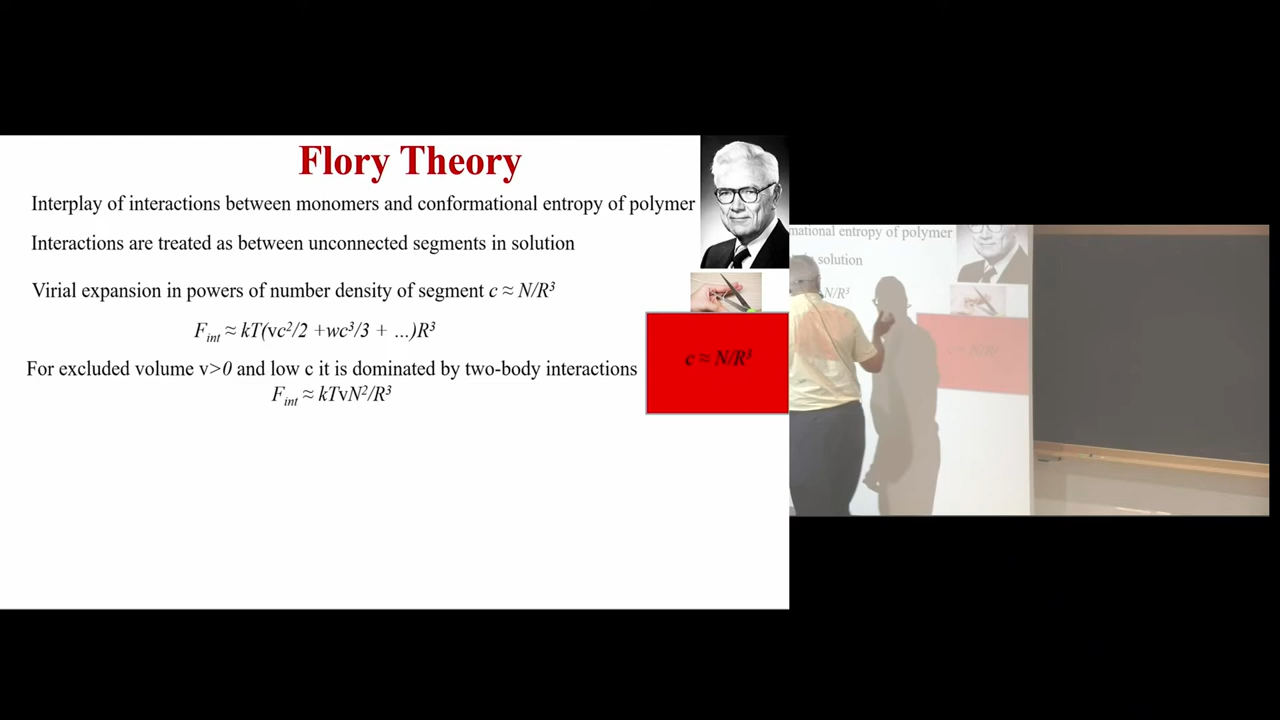 Flory Theory
Interplay of interactions between monomers and conformational entropy of polymer
Interactions are treated as between unconnected segments in solution
Virial expansion in powers of number density of segment c ≈ N/R³
F_int ≈ kT(vc²/2 +wc³/3 + ...)R³
For excluded volume v>0 and low c it is dominated by two-body interactions
F_int ≈ kTvN²/R³
c ≈ N/R³
mational entropy of polymer
solution
N/R³